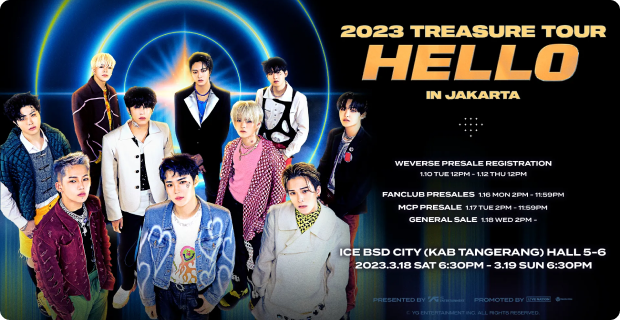 2023 TREASURE TOUR
HELLO
IN JAKARTA
WEVERSE PRESALE REGISTRATION
1.10 TUE 12PM - 1.12 THU 12PM
FANCLUB PRESALES 1.16 MON 2PM - 11:59PM
MCP PRESALE 1.17 TUE 2PM - 11:59PM
GENERAL SALE 1.18 WED 2PM -
ICE BSD CITY (KAB TANGERANG) HALL 5-6
2023.3.18 SAT 6:30PM - 3.19 SUN 6:30PM
PRESENTED BY PROMOTED BY
© YG ENTERTAINMENT INC. ALL RIGHTS RESERVED